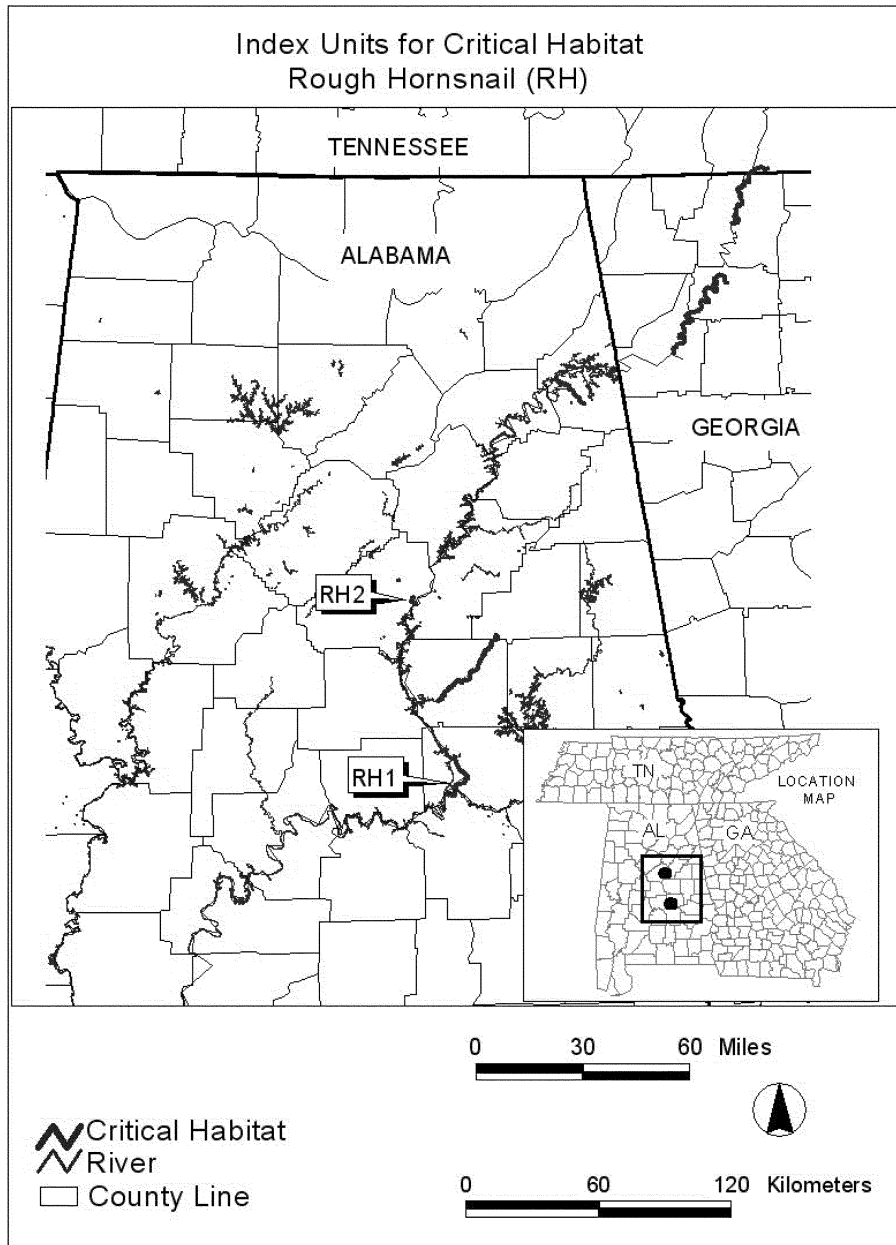 Index Units for Critical Habitat
Rough Hornsnail (RH)
TENNESSEE
ALABAMA
GEORGIA
RH2
RH1
TN
LOCATION
MAP
AL
GA
0 30 60 Miles
Critical Habitat
River
County Line
0 60 120 Kilometers